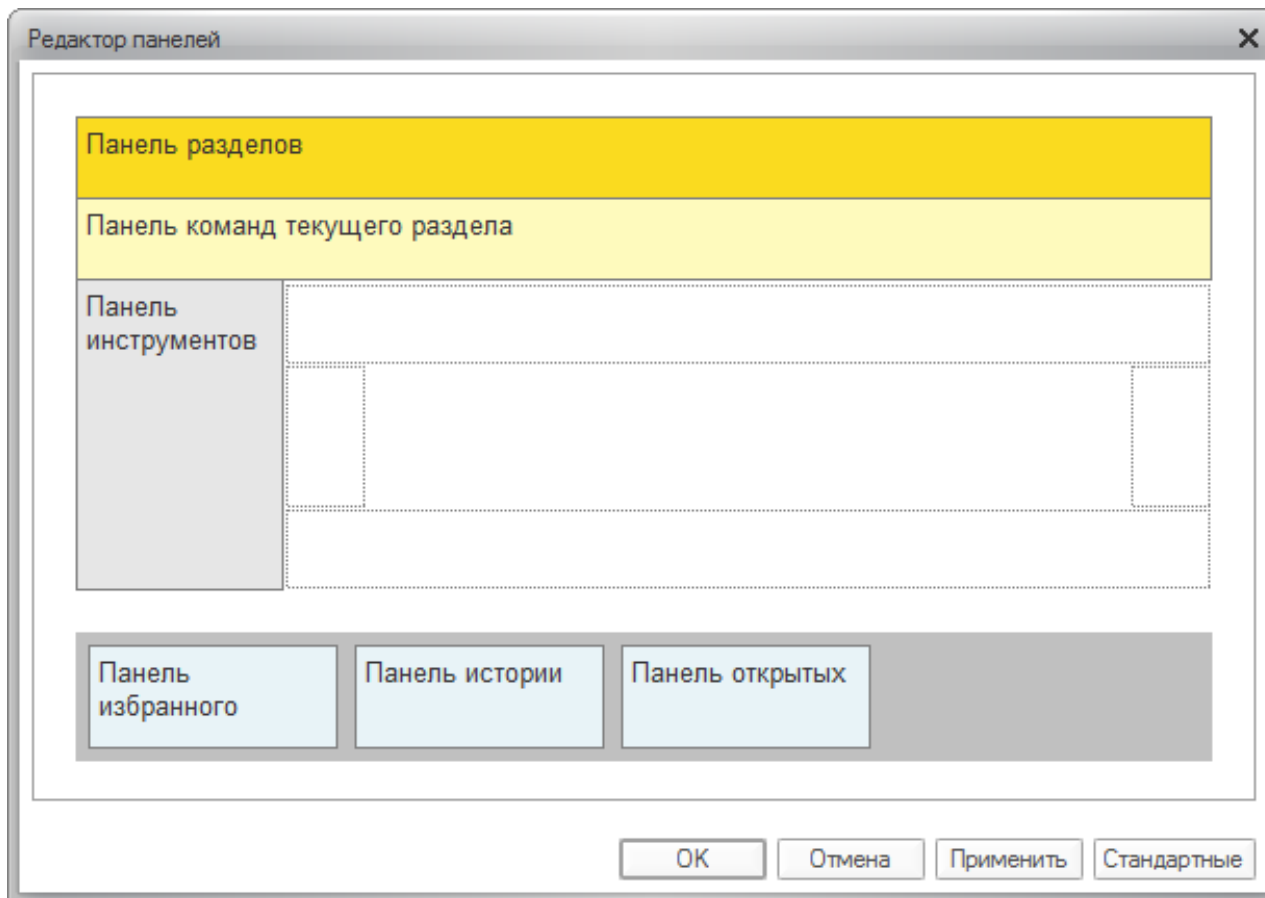 Редактор панелей
Панель разделов
Панель команд текущего раздела
Панель
инструментов
Панель
избранного
Панель истории
Панель открытых
OK
Отмена
Применить
Стандартные